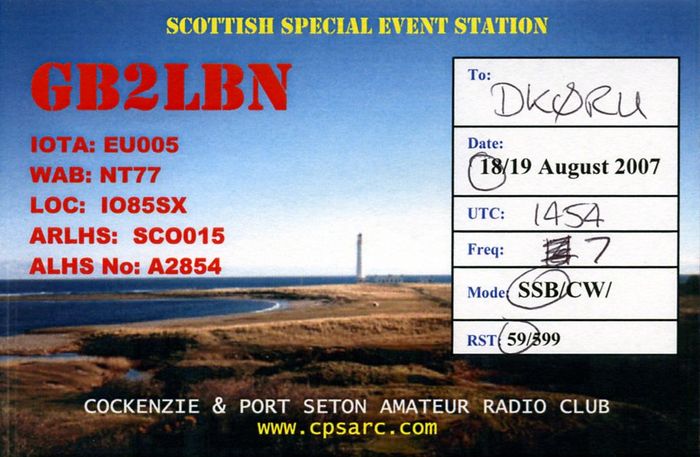 SCOTTISH SPECIAL EVENT STATION
GB2LBN
IOTA: EU005
WAB: NT77
LOC: IO85SX
ARLHS: SCO015
ALHS No: A2854
To:
DKØRU
Date:
18/19 August 2007
UTC: 1454
Freq: 7
Mode: SSB/CW/
RST: 59/599
COCKENZIE & PORT SETON AMATEUR RADIO CLUB
www.cpsarc.com